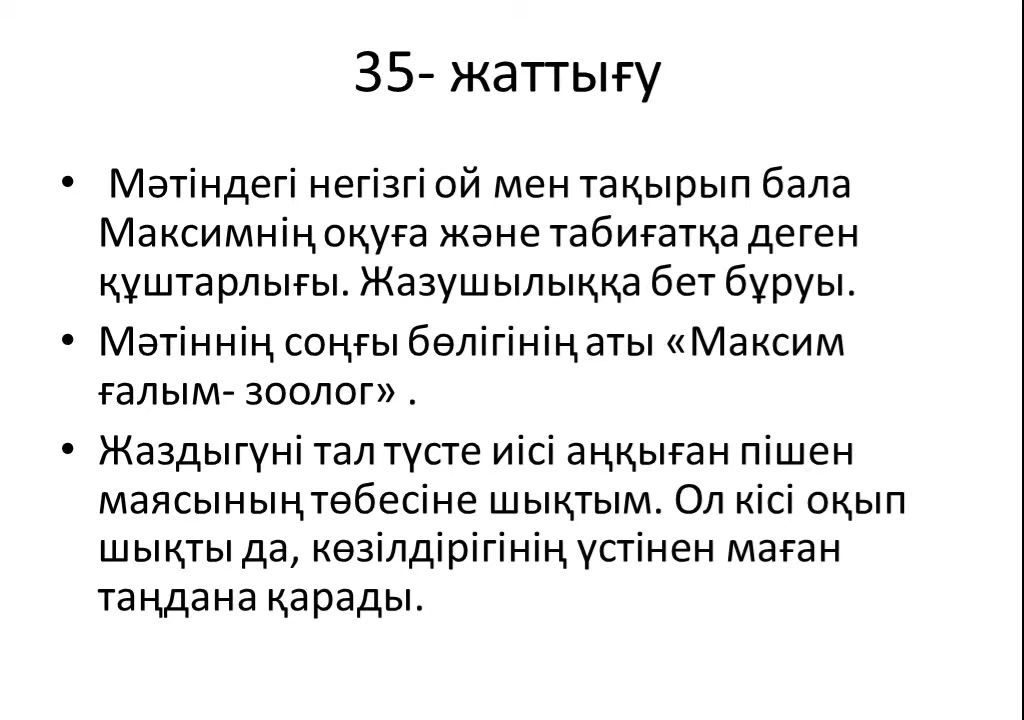 35- жаттығу
• Мәтіндегі негізгі ой мен тақырып бала
Максимнің оқуға және табиғатқа деген
құштарлығы. Жазушылыққа бет бұруы.
• Мәтіннің соңғы бөлігінің аты «Максим
ғалым- зоолог» .
• Жаздыгүні тал түсте иісі аңқыған пішен
маясының төбесіне шықтым. Ол кісі оқып
шықты да, көзілдірігінің үстінен маған
таңдана қарады.